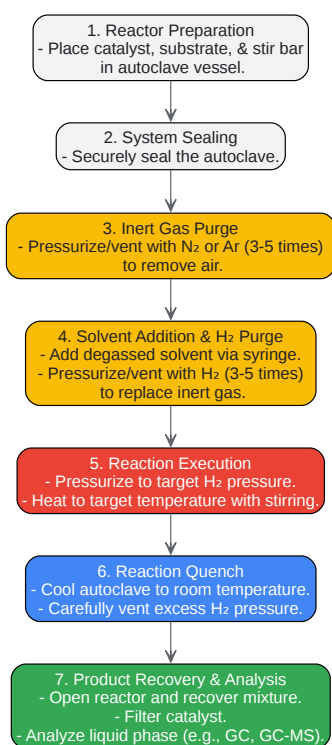 1. Reactor Preparation
- Place catalyst, substrate, & stir bar
in autoclave vessel.
2. System Sealing
- Securely seal the autoclave.
3. Inert Gas Purge
- Pressurize/vent with N₂ or Ar (3-5 times)
to remove air.
4. Solvent Addition & H₂ Purge
- Add degassed solvent via syringe.
- Pressurize/vent with H₂ (3-5 times)
to replace inert gas.
5. Reaction Execution
- Pressurize to target H₂ pressure.
- Heat to target temperature with stirring.
6. Reaction Quench
- Cool autoclave to room temperature.
- Carefully vent excess H₂ pressure.
7. Product Recovery & Analysis
- Open reactor and recover mixture.
- Filter catalyst.
- Analyze liquid phase (e.g., GC, GC-MS).